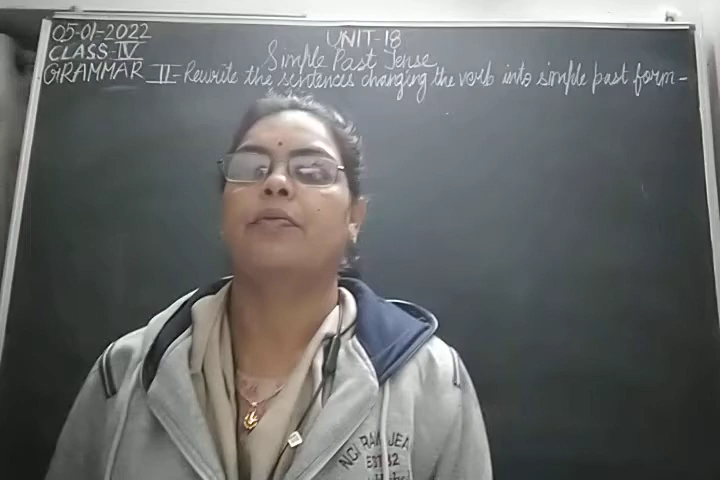 05-01-2022
UNIT-18
CLASS-IV
Simple Past Tense
GRAMMAR II-Rewrite the sentences changing the verb into simple past form-